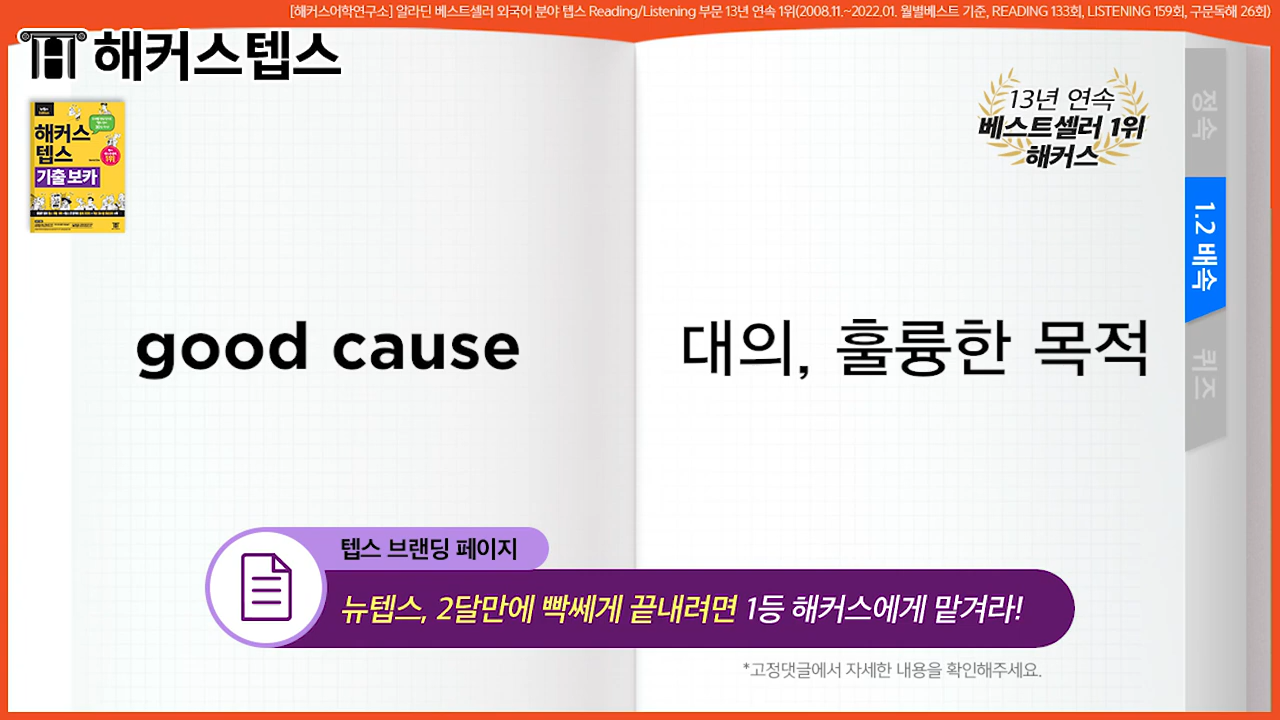 [해커스어학연구소] 알라딘 베스트셀러 외국어 분야 텝스 Reading/Listening 부문 13년 연속 1위(2008.11.~2022.01. 월별베스트 기준, READING 133회, LISTENING 159회, 구문독해 26회)
해커스텝스
해커스
텝스
기출 보카
13년 연속
베스트셀러 1위
해커스
정속
1.2 배속
퀴즈
good cause
대의, 훌륭한 목적
텝스 브랜딩 페이지
뉴텝스, 2달만에 빡쎄게 끝내려면 1등 해커스에게 맡겨라!
*고정댓글에서 자세한 내용을 확인해주세요.